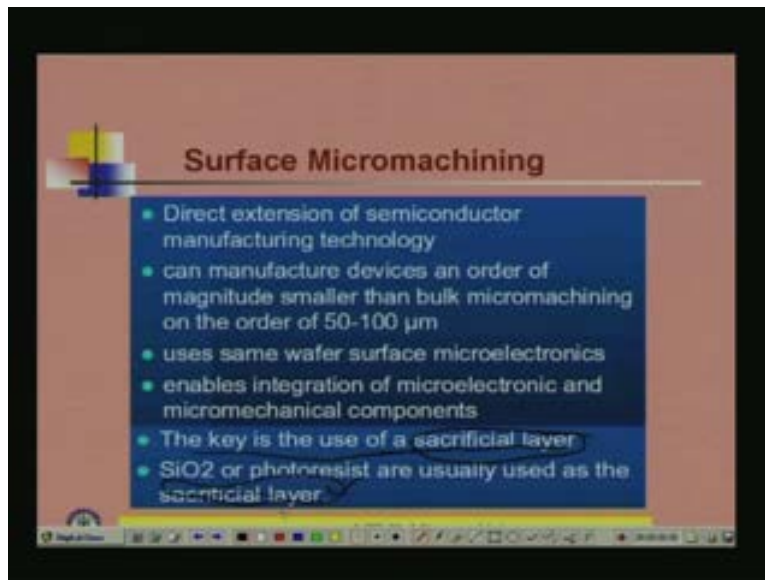 Surface Micromachining
Direct extension of semiconductor
manufacturing technology
can manufacture devices an order of
magnitude smaller than bulk micromachining
on the order of 50-100 µm
uses same wafer surface microelectronics
enables integration of microelectronic and
micromechanical components
The key is the use of a sacrificial layer
SiO2 or photoresist are usually used as the
sacrificial layer.